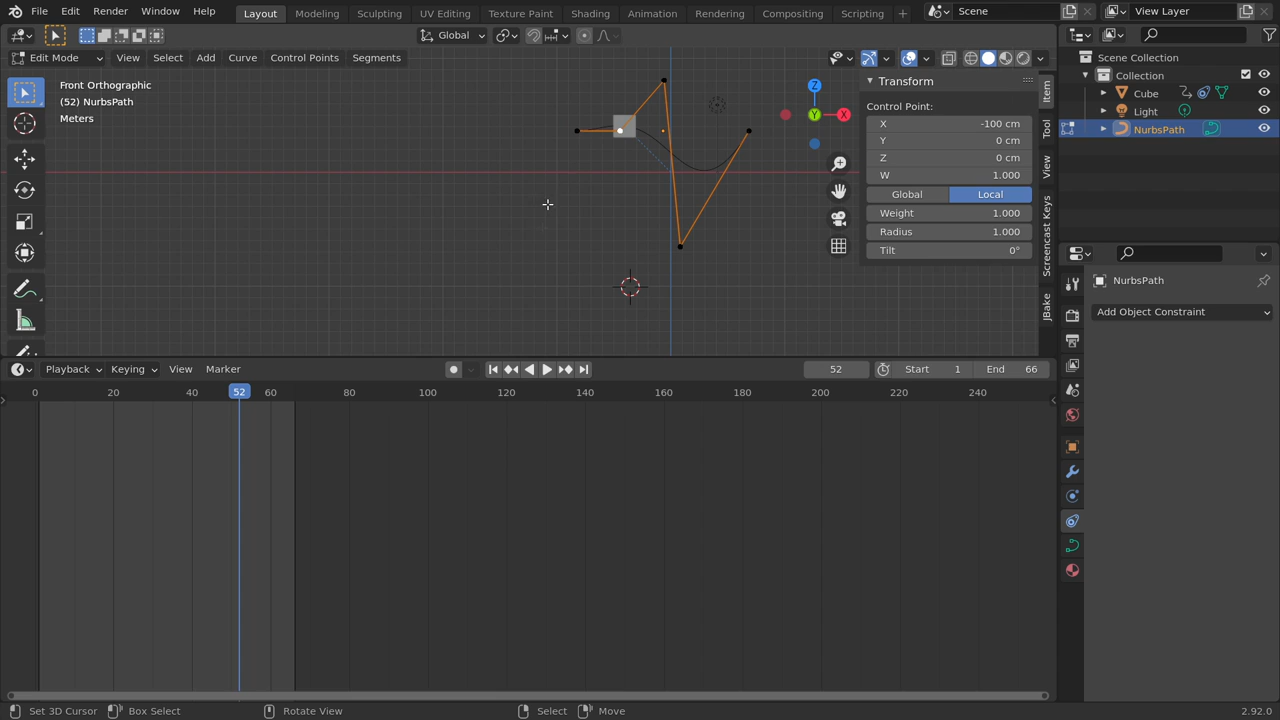 File Edit Render Window Help Layout Modeling Sculpting UV Editing Texture Paint Shading Animation Rendering Compositing Scripting Scene View Layer
Global
Edit Mode View Select Add Curve Control Points Segments
Scene Collection
Collection
Cube
Light
NurbsPath
Front Orthographic
(52) NurbsPath
Meters
Z
Y
X
Transform
Control Point:
X -100 cm
Y 0 cm
Z 0 cm
W 1.000
Global Local
Weight 1.000
Radius 1.000
Tilt 0°
Item
Tool
View
Screencast Keys
JBake
NurbsPath
Add Object Constraint
Playback Keying View Marker 52 Start 1 End 66
0 20 40 52 60 80 100 120 140 160 180 200 220 240
Set 3D Cursor Box Select Rotate View Select Move 2.92.0